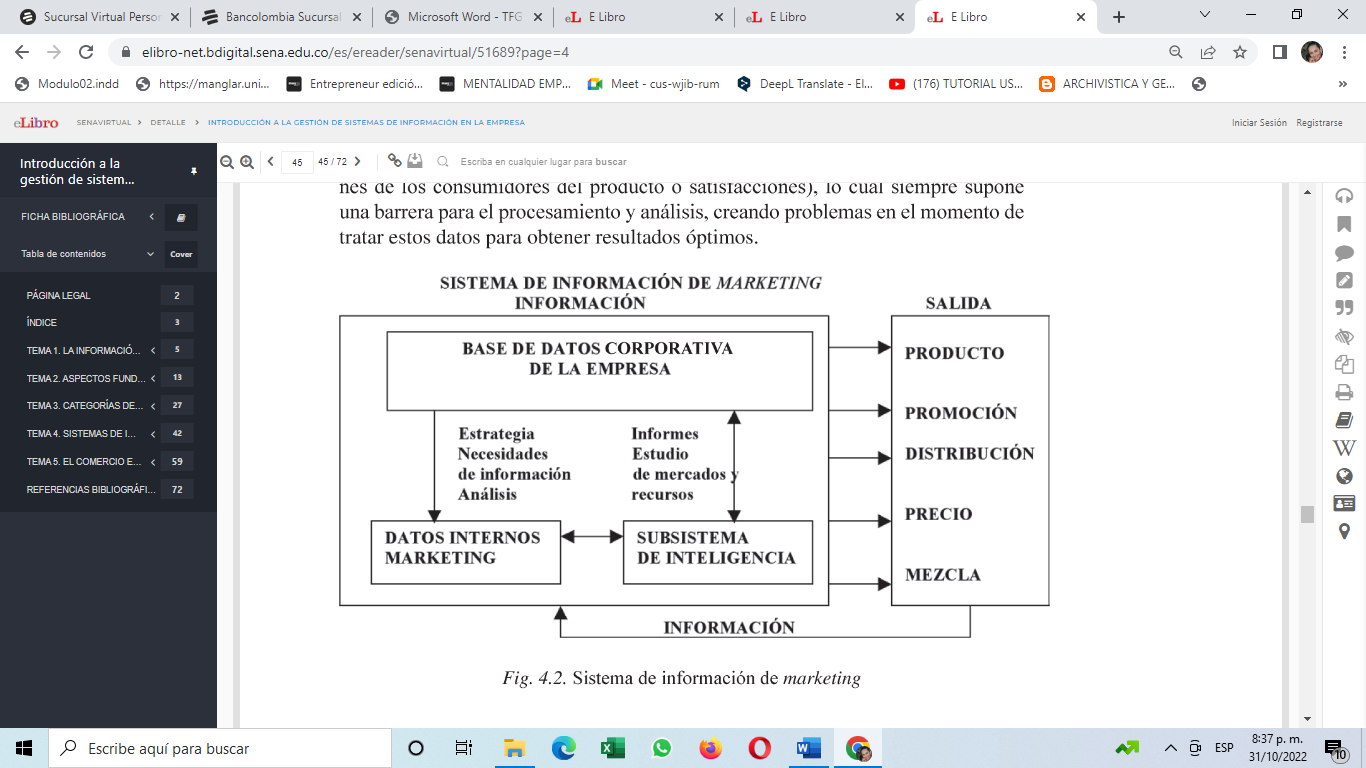 Sucursal Virtual Person
Bancolombia Sucursal
Microsoft Word - TFG
E Libro
E Libro
E Libro
elibro-net.bdigital.sena.edu.co/es/ereader/senavirtual/51689?page=4
Modulo02.indd
https://manglar.uni...
Entrepreneur edició...
MENTALIDAD EMP...
Meet - cus-wjib-rum
DeepL Translate - El...
(176) TUTORIAL US...
ARCHIVISTICA Y GE...
»
eLibro
SENAVIRTUAL > DETALLE > INTRODUCCIÓN A LA GESTIÓN DE SISTEMAS DE INFORMACIÓN EN LA EMPRESA
Iniciar Sesión Registrarse
Introducción a la
gestión de sistem...
FICHA BIBLIOGRÁFICA
Tabla de contenidos
Cover
PÁGINA LEGAL 2
ÍNDICE 3
TEMA 1. LA INFORMACIÓ... 5
TEMA 2. ASPECTOS FUND... 13
TEMA 3. CATEGORÍAS DE... 27
TEMA 4. SISTEMAS DE I... 42
TEMA 5. EL COMERCIO E... 59
REFERENCIAS BIBLIOGRÁFI... 72
45 45 / 72
Escriba en cualquier lugar para buscar
nes de los consumidores del producto o satisfacciones), lo cual siempre supone
una barrera para el procesamiento y análisis, creando problemas en el momento de
tratar estos datos para obtener resultados óptimos.
SISTEMA DE INFORMACIÓN DE MARKETING
INFORMACIÓN
SALIDA
BASE DE DATOS CORPORATIVA
DE LA EMPRESA
Estrategia
Necesidades
de información
Análisis
Informes
Estudio
de mercados y
recursos
DATOS INTERNOS
MARKETING
SUBSISTEMA
DE INTELIGENCIA
PRODUCTO
PROMOCIÓN
DISTRIBUCIÓN
PRECIO
MEZCLA
INFORMACIÓN
Fig. 4.2. Sistema de información de marketing
W
Escribe aquí para buscar
ESP
8:37 p. m.
31/10/2022
10